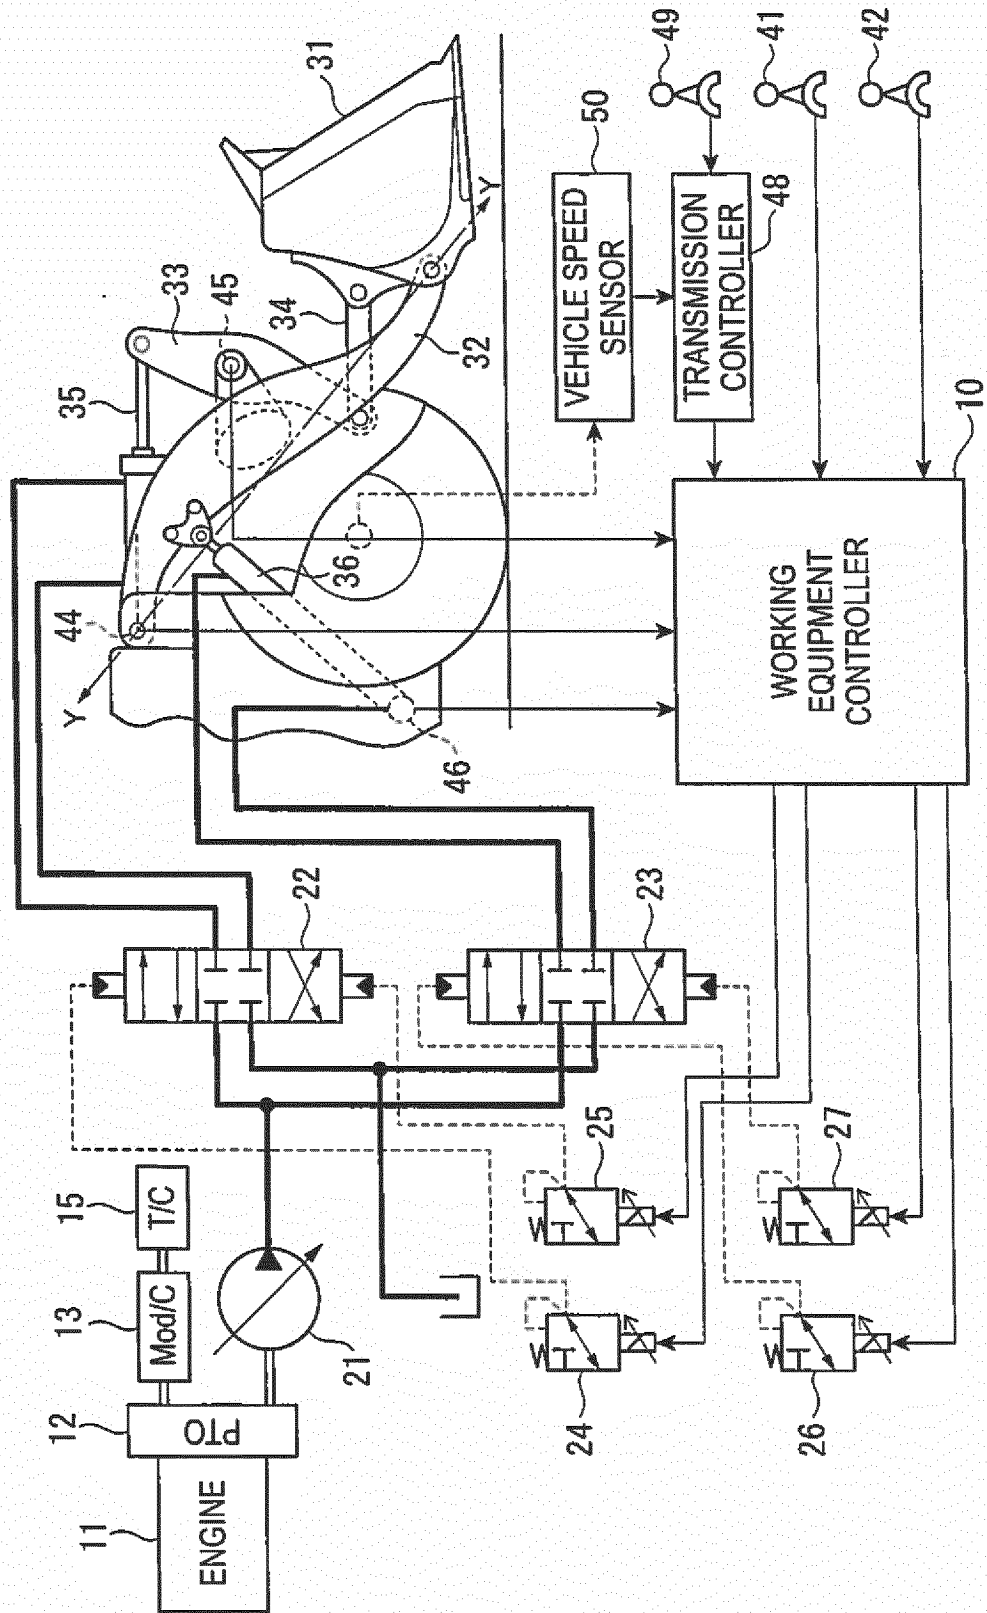 11
ENGINE
12
PTO
13
Mod/C
15
T/C
21
22
23
24
25
26
27
Y
44
46
36
35
33
45
34
32
31
Y
50
VEHICLE SPEED
SENSOR
TRANSMISSION
CONTROLLER
48
49
41
42
10
WORKING
EQUIPMENT
CONTROLLER